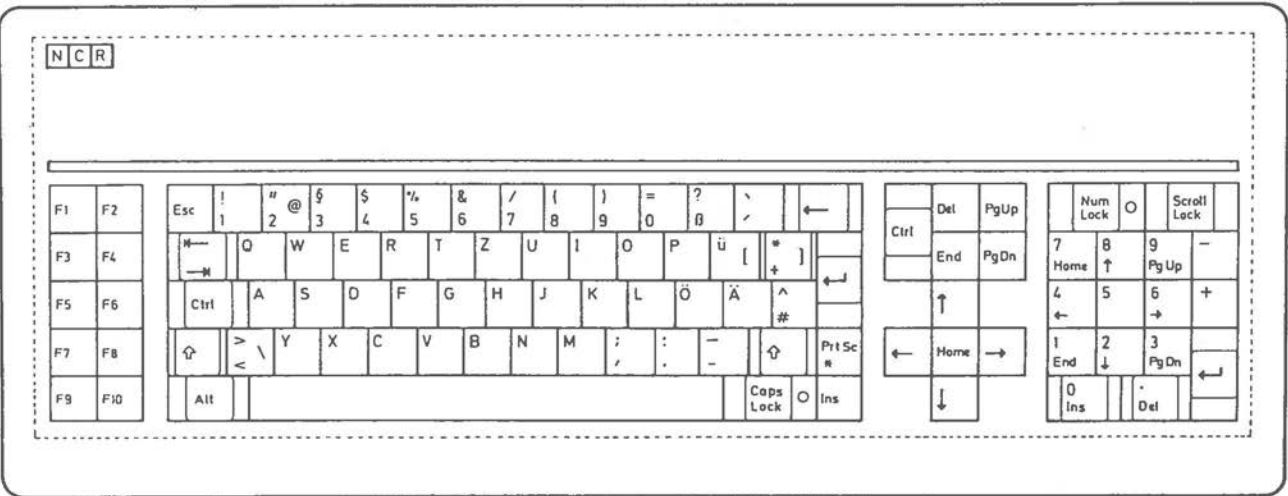 NCR
F1 F2 Esc ! 1 " 2 @ § 3 $ 4 % 5 & 6 / 7 ( 8 ) 9 = 0 ? ß ` ´ ← Del PgUp Num Lock Scroll Lock
Ctrl
F3 F4 ⇤ ⇥ Q W E R T Z U I O P ü [ * + ] ↵ End PgDn 7 Home 8 ↑ 9 PgUp -
F5 F6 Ctrl A S D F G H J K L Ö Ä ^ # ↑ 4 ← 5 6 → +
F7 F8 ⇧ > < \ Y X C V B N M ; , : . — - ⇧ PrtSc * ← Home → 1 End 2 ↓ 3 PgDn ↵
F9 F10 Alt Caps Lock Ins ↓ 0 Ins . Del